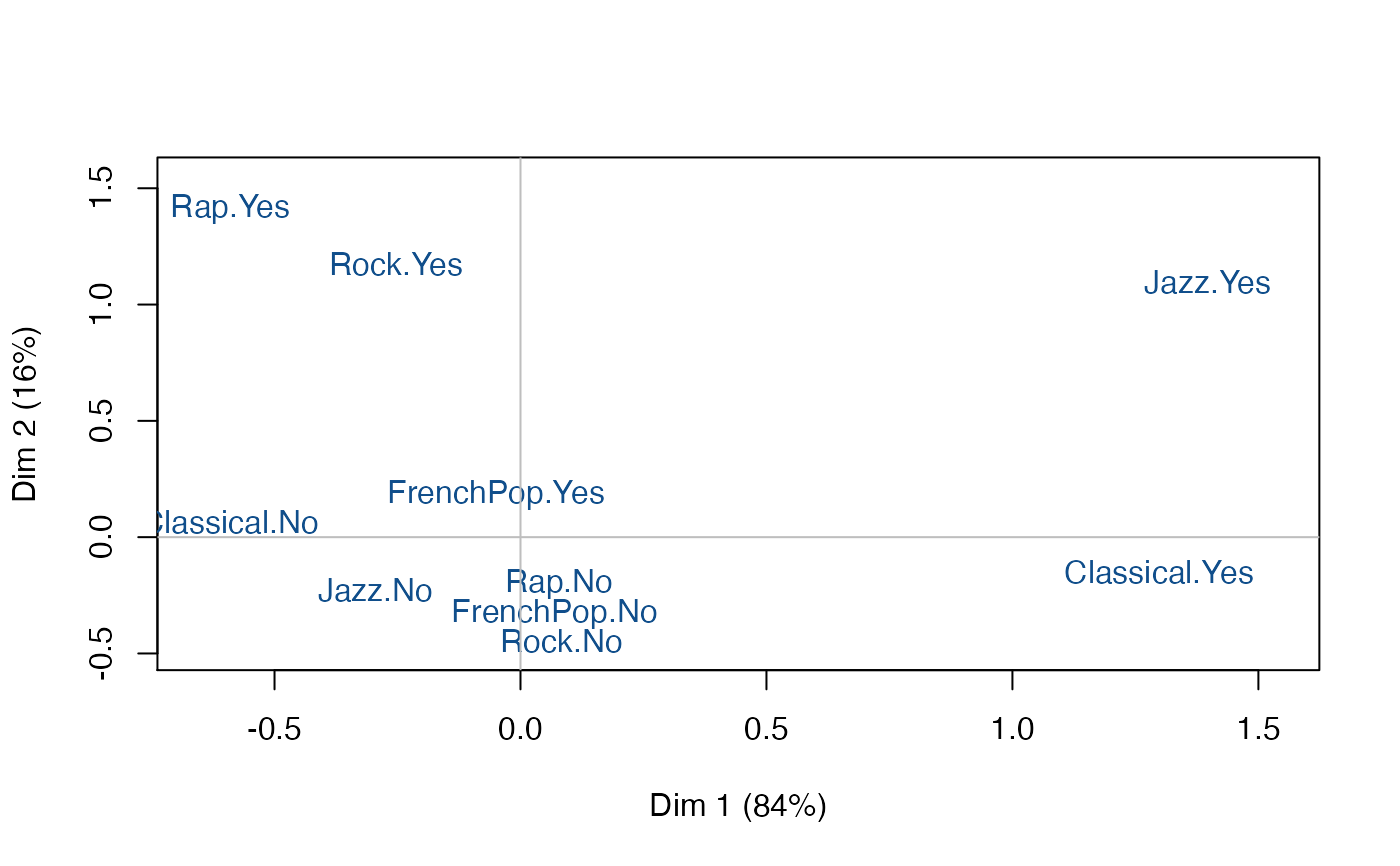 1.5
Rap.Yes
Rock.Yes
Jazz.Yes
1.0
Dim 2 (16%)
0.5
FrenchPop.Yes
Classical.No
0.0
Classical.Yes
Rap.No
Jazz.No
FrenchPop.No
Rock.No
-0.5
-0.5 0.0 0.5 1.0 1.5
Dim 1 (84%)